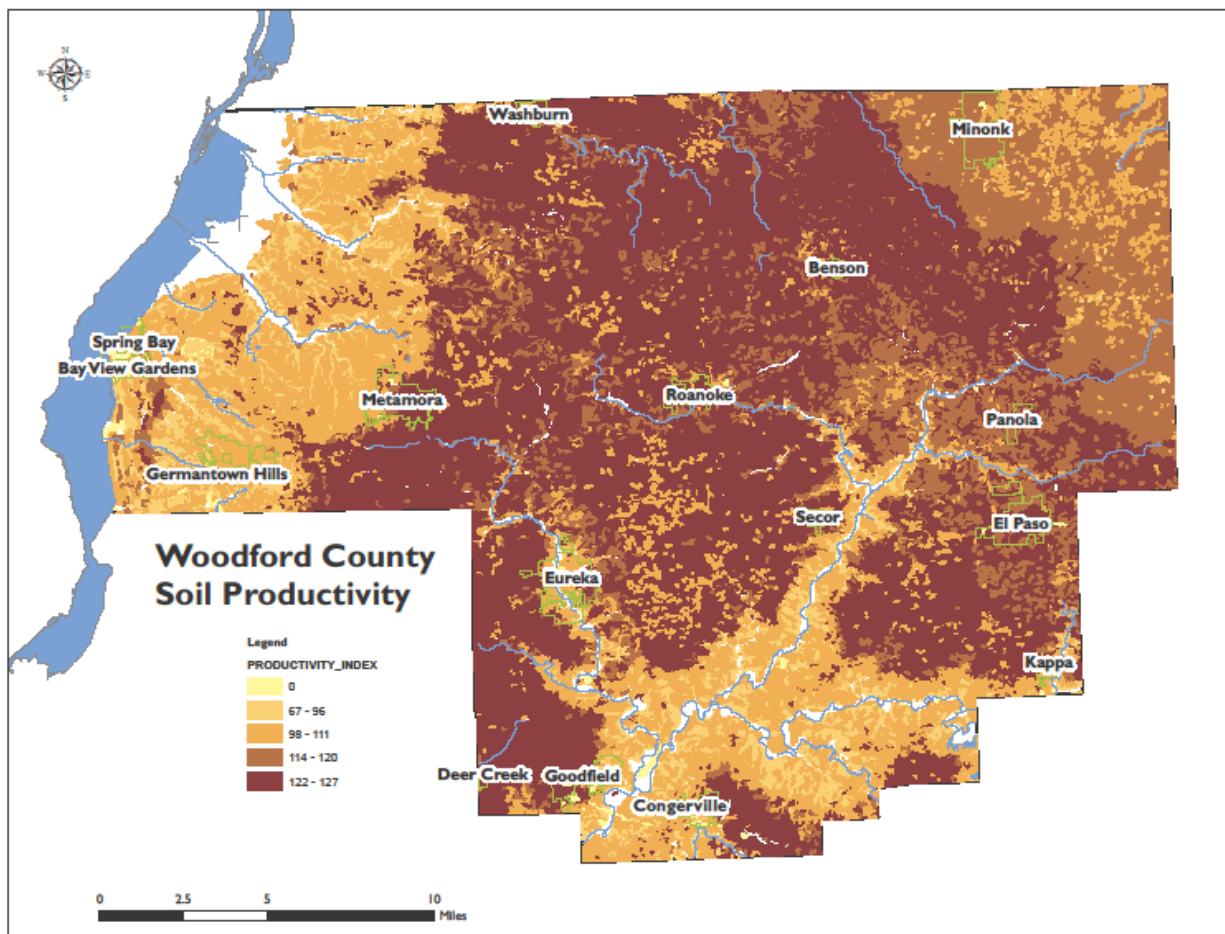 N
W E
S
Washburn
Minonk
Benson
Spring Bay
Bay View Gardens
Metamora
Roanoke
Panola
Germantown Hills
Secor
El Paso
Woodford County
Soil Productivity
Eureka
Legend
PRODUCTIVITY_INDEX
0
67 - 96
98 - 111
114 - 120
122 - 127
Kappa
Deer Creek
Goodfield
Congerville
0 2.5 5 10
Miles